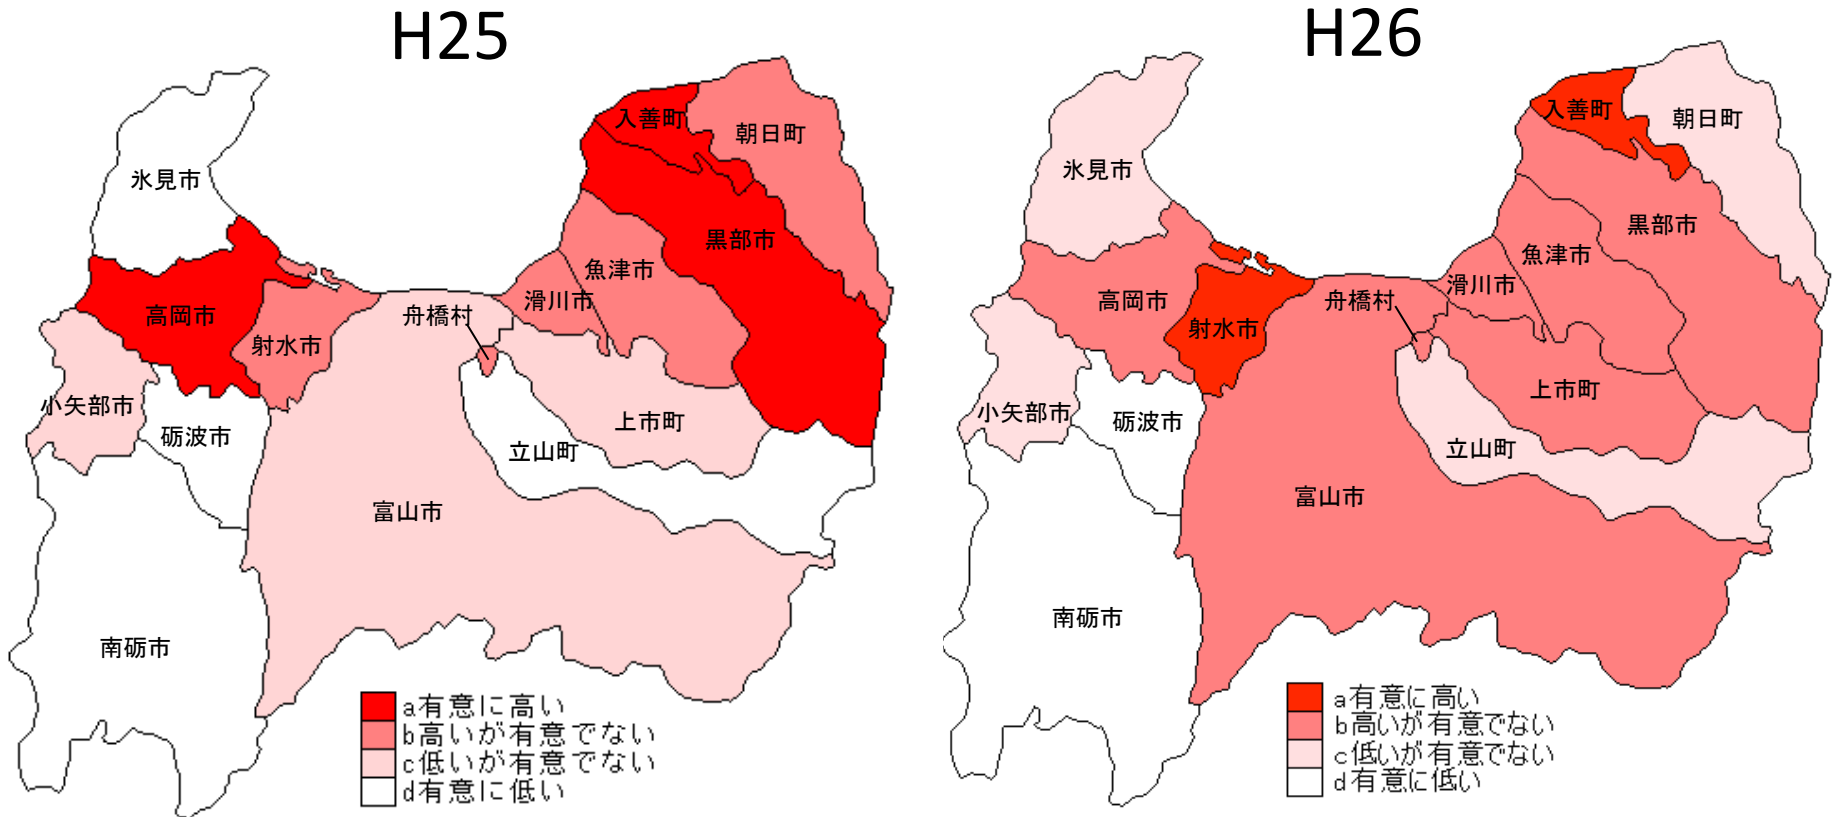 H25
入善町
朝日町
氷見市
黒部市
魚津市
滑川市
舟橋村
高岡市
射水市
小矢部市
上市町
砺波市
立山町
富山市
南砺市
a有意に高い
b高いが有意でない
c低いが有意でない
d有意に低い
H26
入善町
朝日町
氷見市
黒部市
魚津市
滑川市
舟橋村
高岡市
射水市
上市町
小矢部市
砺波市
立山町
富山市
南砺市
a有意に高い
b高いが有意でない
c低いが有意でない
d有意に低い